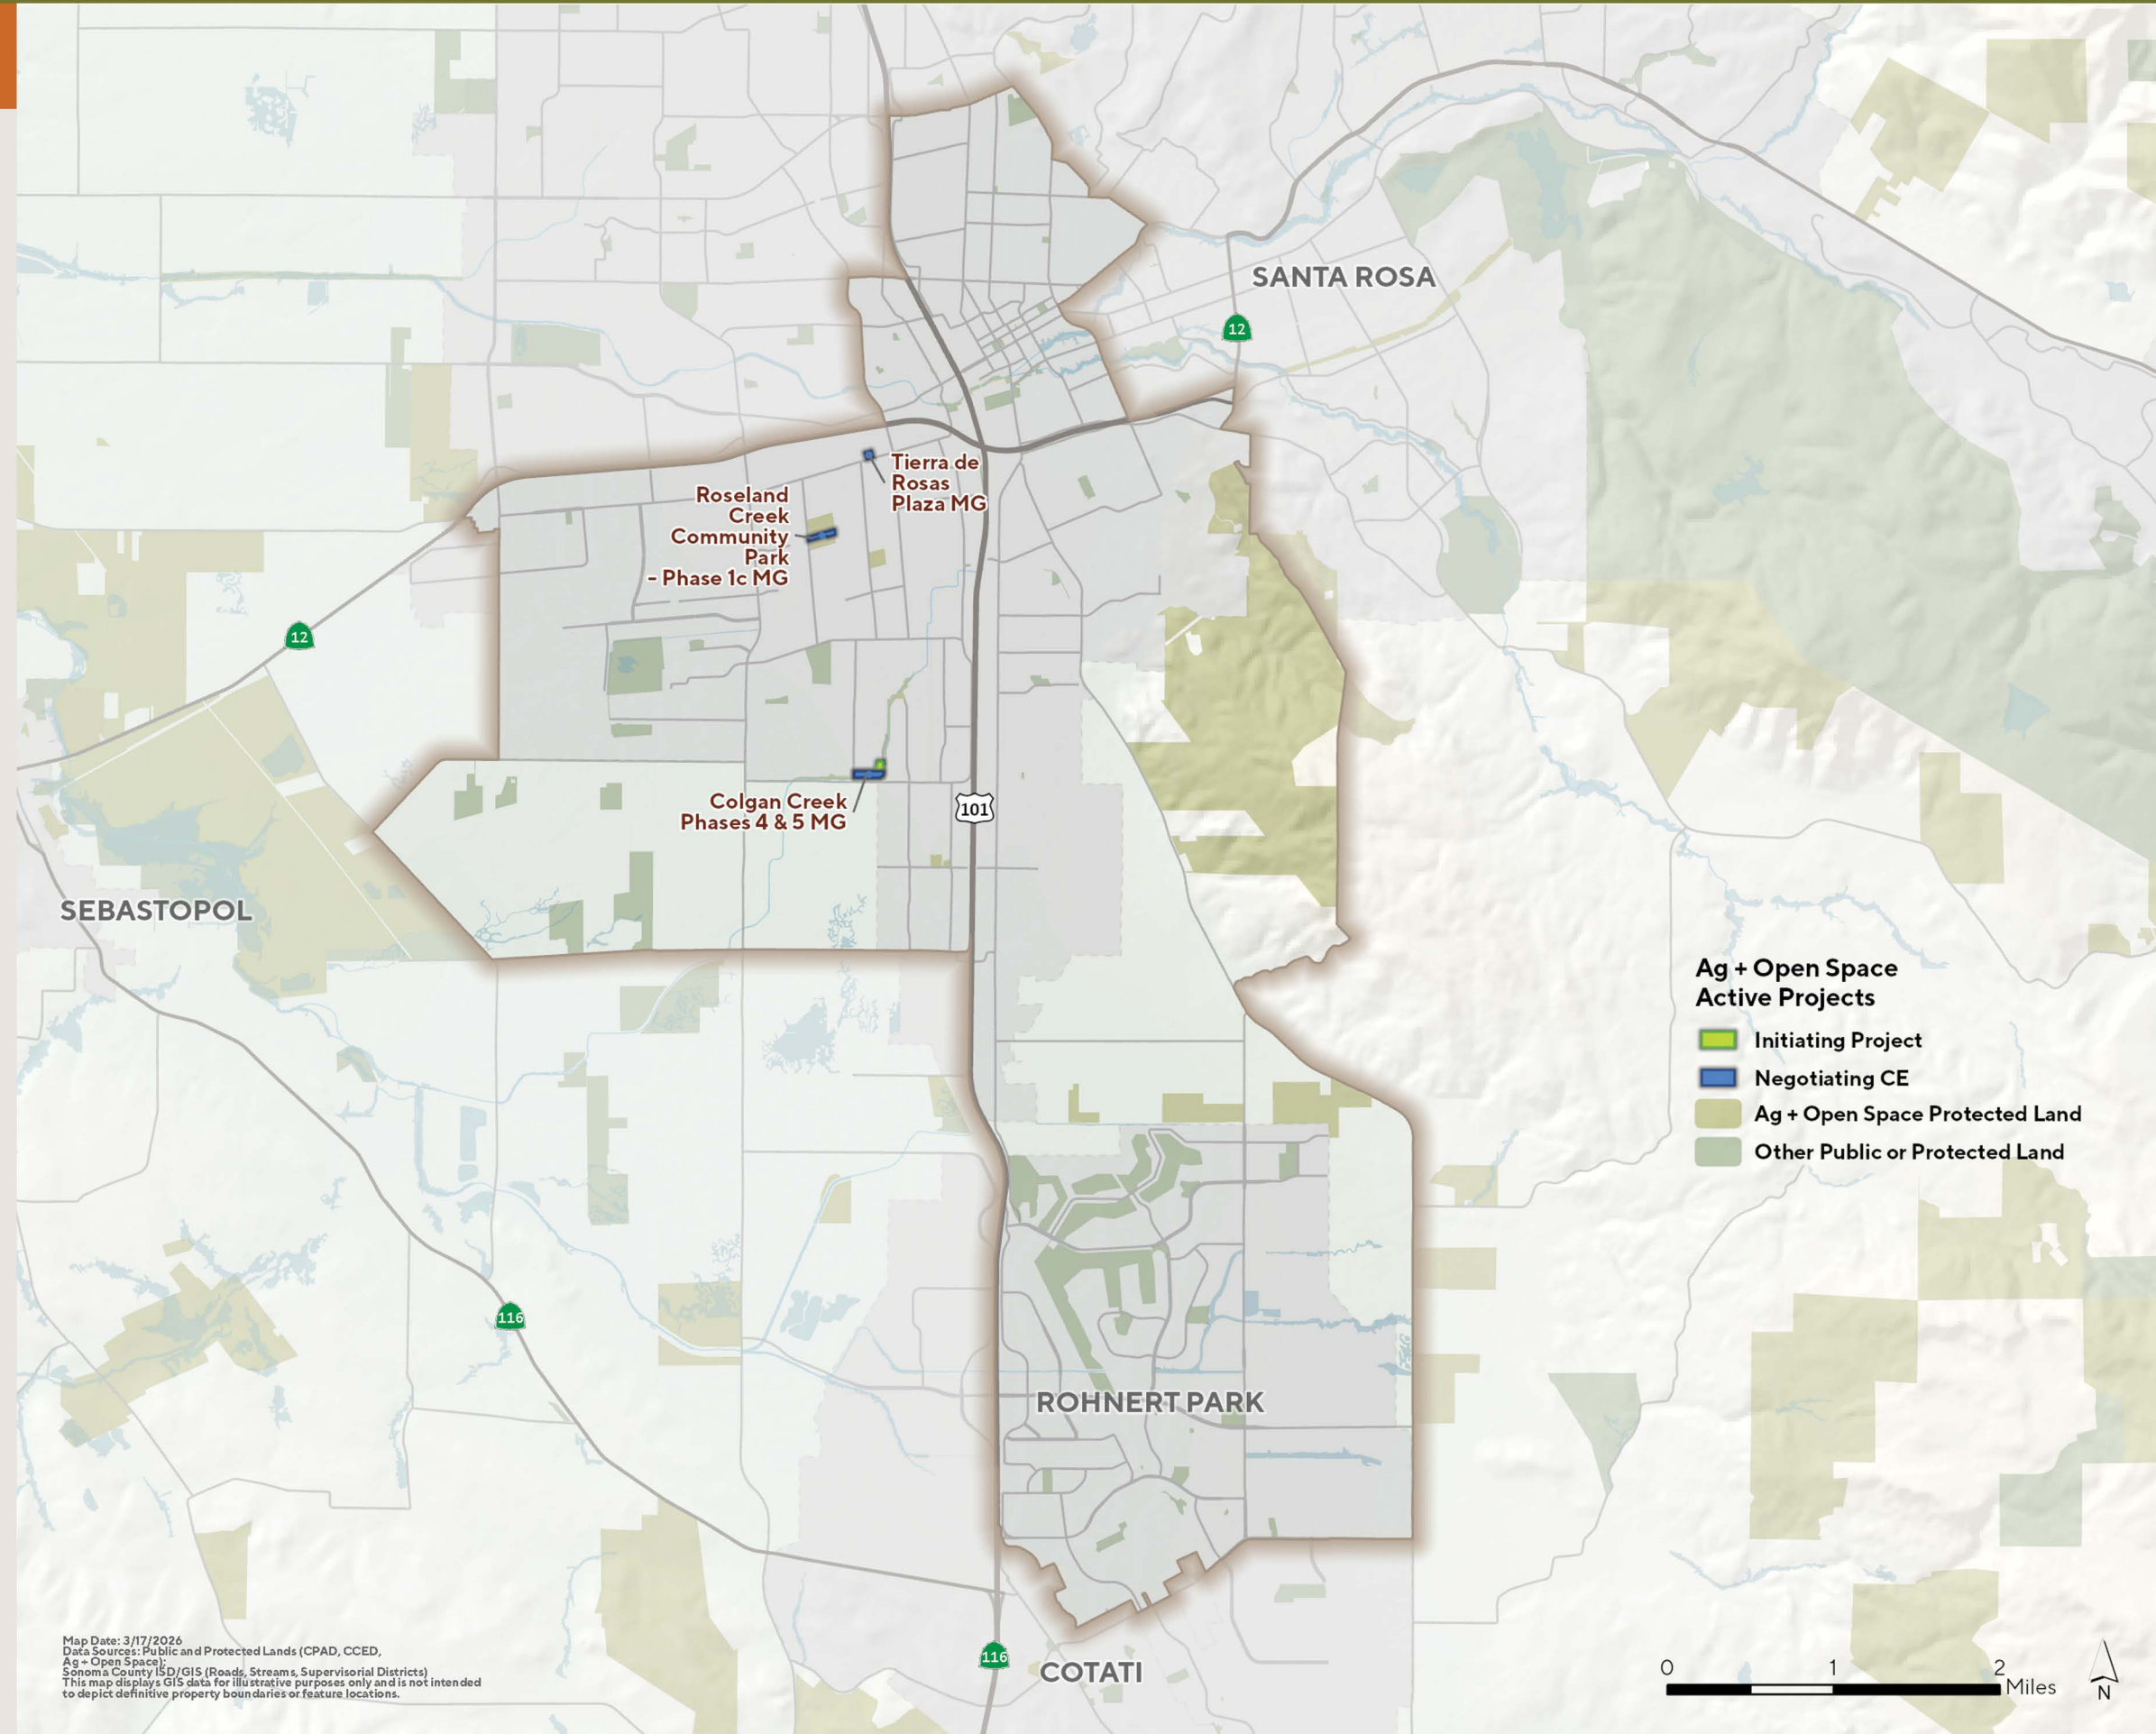 SANTA ROSA
12
Tierra de
Rosas
Plaza MG
Roseland
Creek
Community
Park
- Phase 1c MG
12
Colgan Creek
Phases 4 & 5 MG
101
SEBASTOPOL
Ag + Open Space
Active Projects
Initiating Project
Negotiating CE
Ag + Open Space Protected Land
Other Public or Protected Land
116
ROHNERT PARK
116
COTATI
Map Date: 3/17/2026
Data Sources: Public and Protected Lands (CPAD, CCED,
Ag + Open Space);
Sonoma County ISD/GIS (Roads, Streams, Supervisorial Districts)
This map displays GIS data for illustrative purposes only and is not intended
to depict definitive property boundaries or feature locations.
0 1 2
Miles
N